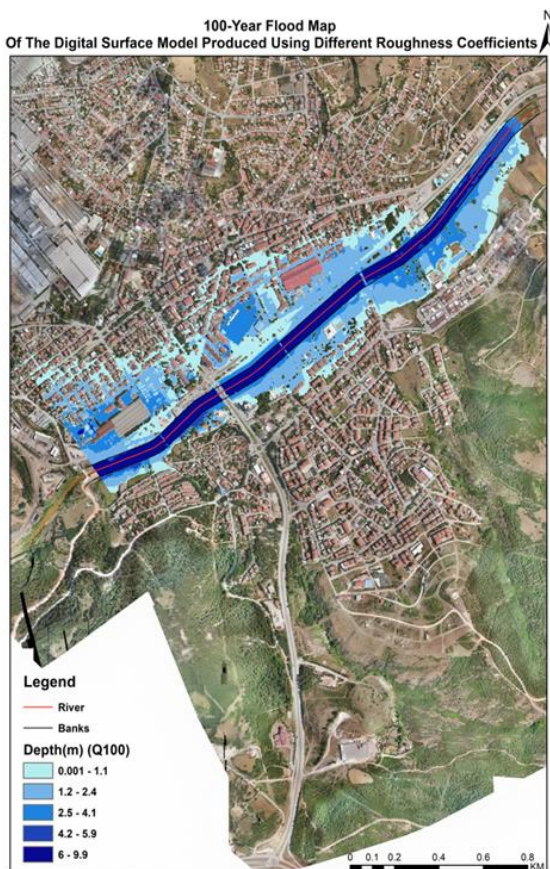 100-Year Flood Map
Of The Digital Surface Model Produced Using Different Roughness Coefficients
N
Legend
River
Banks
Depth(m) (Q100)
0.001 - 1.1
1.2 - 2.4
2.5 - 4.1
4.2 - 5.9
6 - 9.9
0 0.1 0.2 0.4 0.6 0.8
KM